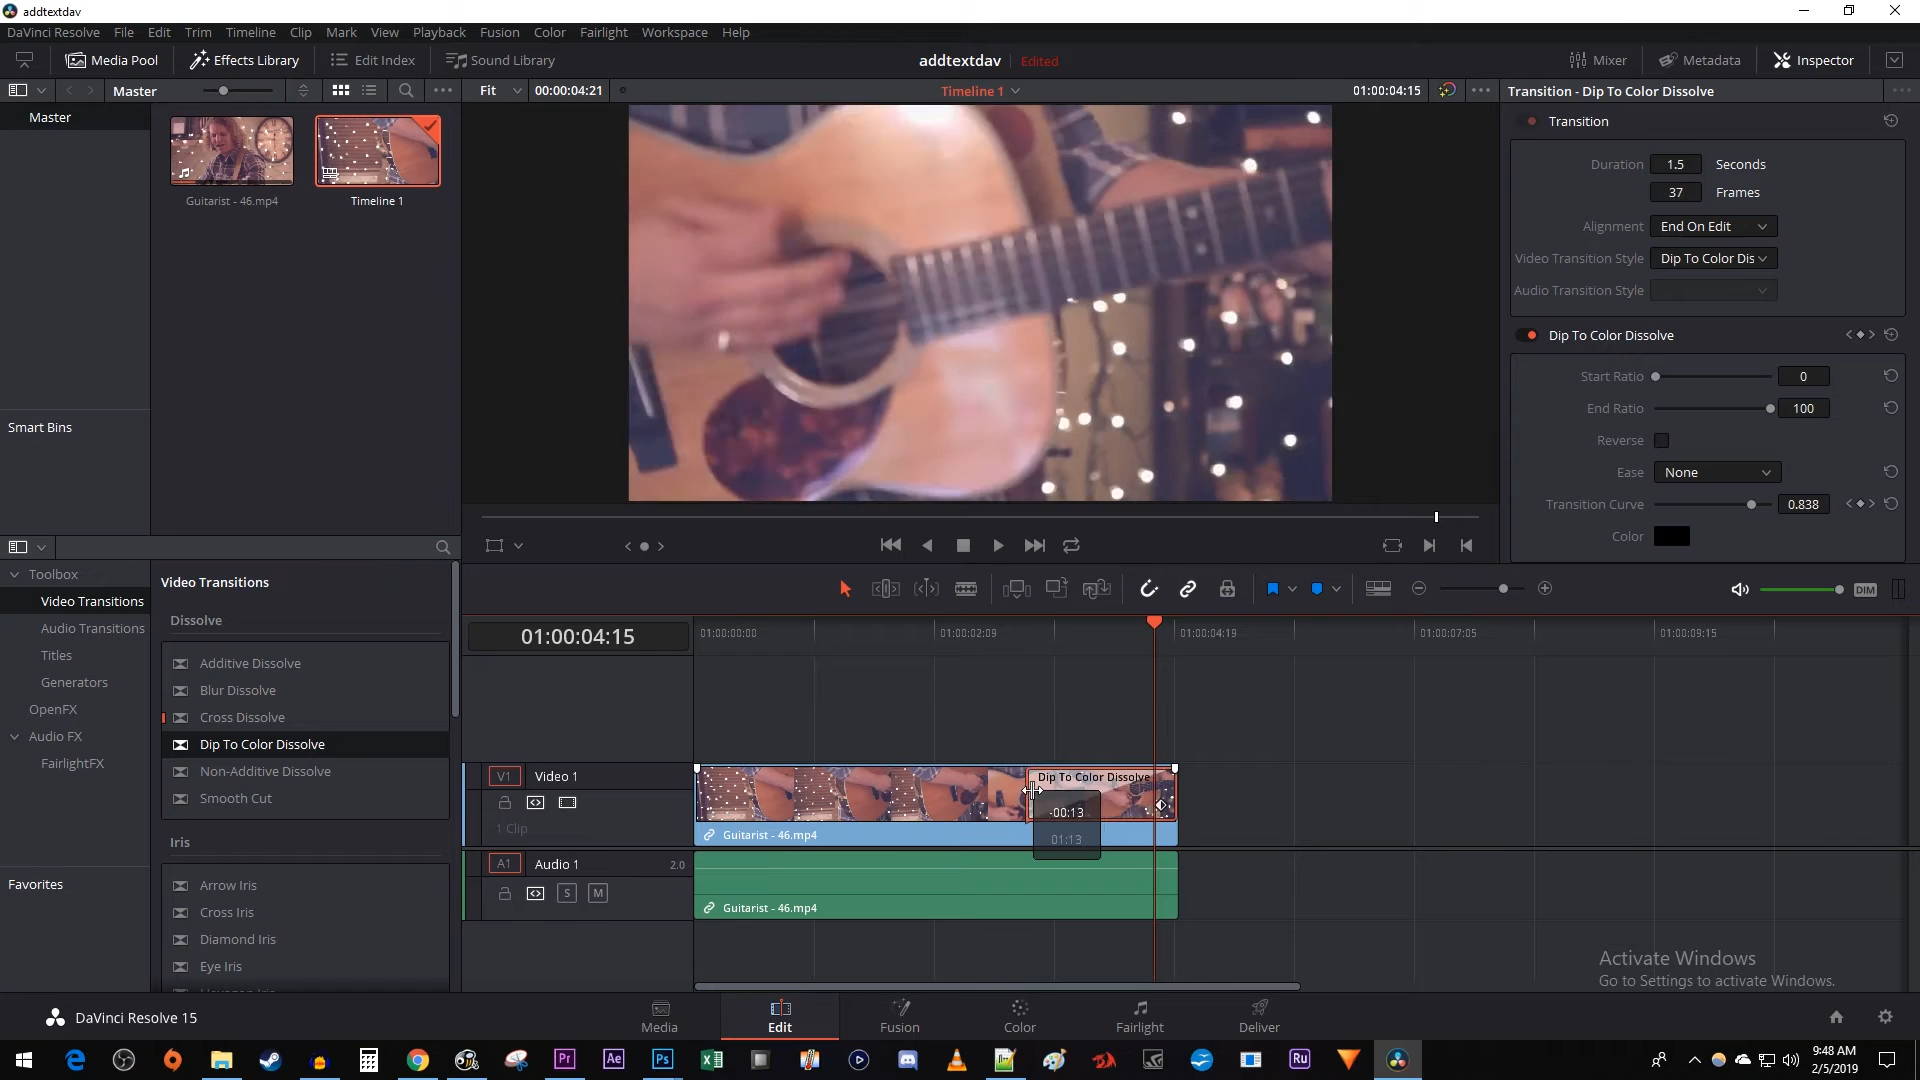 addtextdav
DaVinci Resolve File Edit Trim Timeline Clip Mark View Playback Fusion Color Fairlight Workspace Help
Media Pool Effects Library Edit Index Sound Library addtextdav Edited Mixer Metadata Inspector
Master Fit 00:00:04:21 Timeline 1 01:00:04:15 Transition - Dip To Color Dissolve
Master
Guitarist - 46.mp4 Timeline 1
Smart Bins
Transition
Duration 1.5 Seconds
37 Frames
Alignment End On Edit
Video Transition Style Dip To Color Dis
Audio Transition Style
Dip To Color Dissolve
Start Ratio 0
End Ratio 100
Reverse
Ease None
Transition Curve 0.838
Color
Toolbox
Video Transitions
Audio Transitions
Titles
Generators
OpenFX
Audio FX
FairlightFX
Favorites
Video Transitions
Dissolve
Additive Dissolve
Blur Dissolve
Cross Dissolve
Dip To Color Dissolve
Non-Additive Dissolve
Smooth Cut
Iris
Arrow Iris
Cross Iris
Diamond Iris
Eye Iris
DIM
01:00:04:15 01:00:00:00 01:00:02:09 01:00:04:19 01:00:07:05 01:00:09:15
V1 Video 1
1 Clip
Dip To Color Dissolve
-00:13
01:13
Guitarist - 46.mp4
A1 Audio 1 2.0
S M
Guitarist - 46.mp4
Activate Windows
Go to Settings to activate Windows.
DaVinci Resolve 15 Media Edit Fusion Color Fairlight Deliver
Pr Ae Ps Ru
9:48 AM
2/5/2019